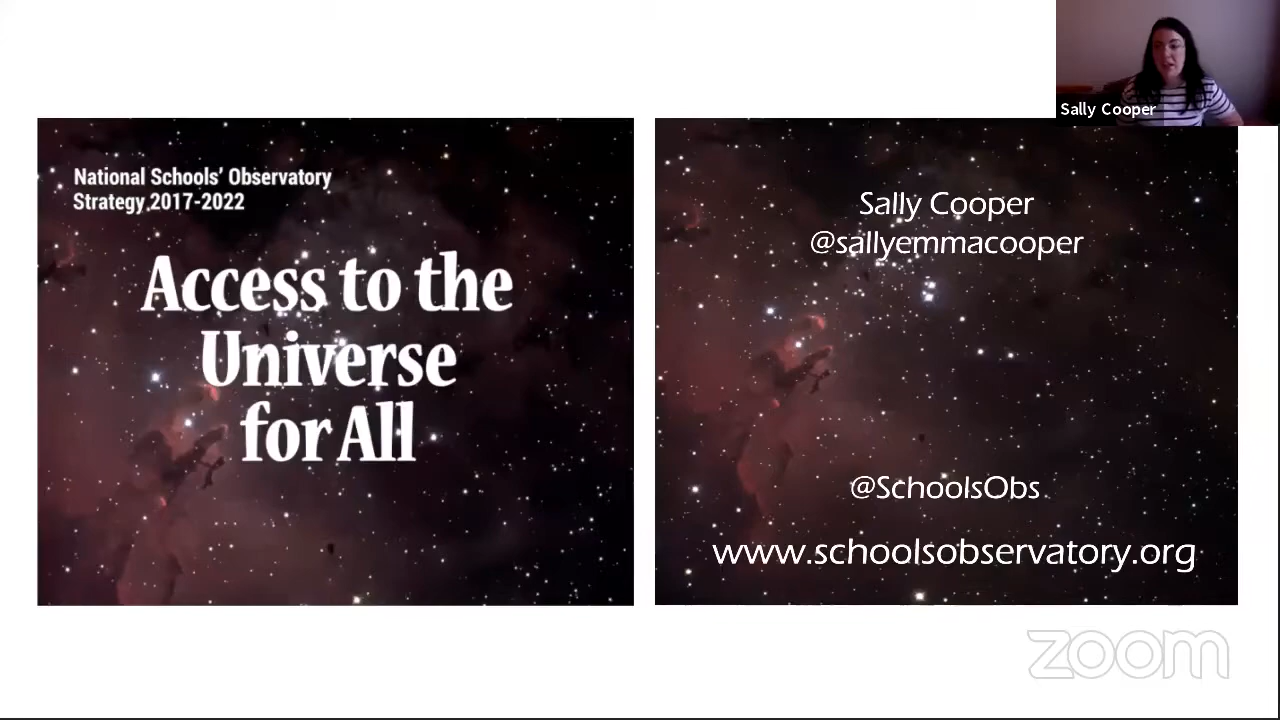 Sally Cooper
National Schools' Observatory
Strategy 2017-2022
Access to the
Universe
for All
Sally Cooper
@sallyemmacooper
@SchoolsObs
www.schoolsobservatory.org
zoom